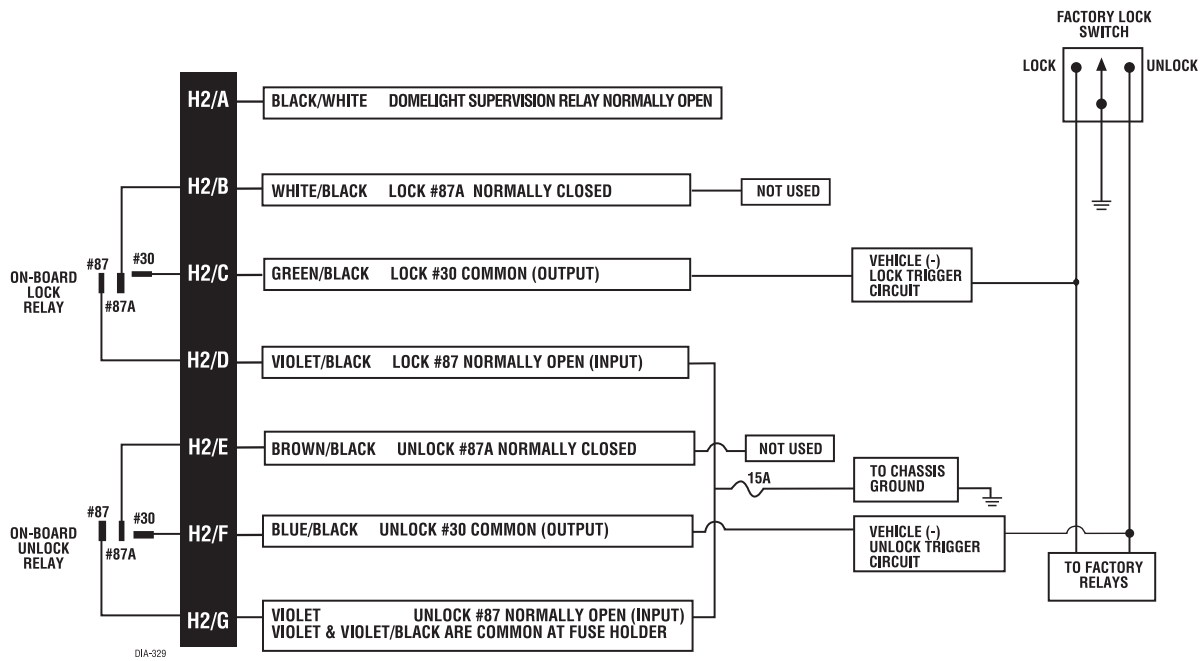 FACTORY LOCK
SWITCH
LOCK
UNLOCK
H2/A
BLACK/WHITE DOMELIGHT SUPERVISION RELAY NORMALLY OPEN
H2/B
WHITE/BLACK LOCK #87A NORMALLY CLOSED
NOT USED
#87
#30
#87A
ON-BOARD
LOCK
RELAY
H2/C
GREEN/BLACK LOCK #30 COMMON (OUTPUT)
VEHICLE (-)
LOCK TRIGGER
CIRCUIT
H2/D
VIOLET/BLACK LOCK #87 NORMALLY OPEN (INPUT)
H2/E
BROWN/BLACK UNLOCK #87A NORMALLY CLOSED
NOT USED
15A
TO CHASSIS
GROUND
#87
#30
#87A
ON-BOARD
UNLOCK
RELAY
H2/F
BLUE/BLACK UNLOCK #30 COMMON (OUTPUT)
VEHICLE (-)
UNLOCK TRIGGER
CIRCUIT
TO FACTORY
RELAYS
H2/G
VIOLET UNLOCK #87 NORMALLY OPEN (INPUT)
VIOLET & VIOLET/BLACK ARE COMMON AT FUSE HOLDER
DIA-329